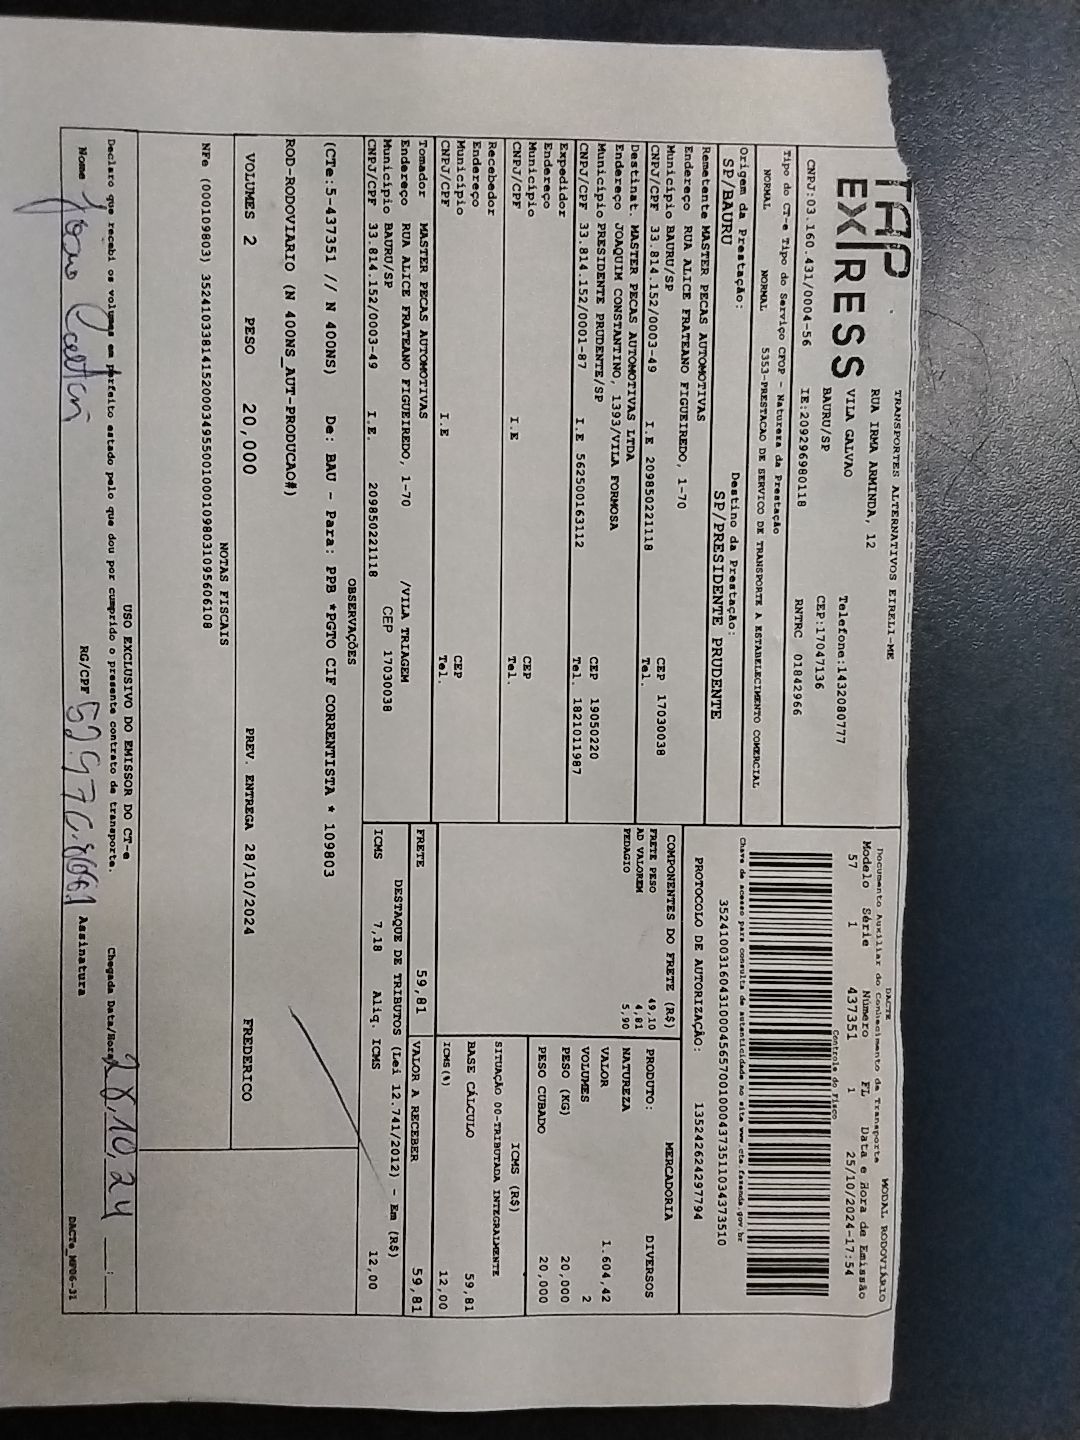 TAP
EXPRESS
TRANSPORTES ALTERNATIVOS EIRELI-ME
RUA IRMA ARMINDA, 12
VILA GALVAO Telefone:1432080777
BAURU/SP CEP:17047136
CNPJ:03.160.431/0004-56 IE:209296980118 RNTRC 01842966
Tipo do CT-e Tipo do Serviço CFOP - Natureza da Prestação
NORMAL NORMAL 5353-PRESTACAO DE SERVICO DE TRANSPORTE A ESTABELECIMENTO COMERCIAL
Origem da Prestação: Destino da Prestação:
SP/BAURU SP/PRESIDENTE PRUDENTE
Remetente MASTER PECAS AUTOMOTIVAS
Endereço RUA ALICE FRATEANO FIGUEIREDO, 1-70
Município BAURU/SP CEP 17030038
CNPJ/CPF 33.814.152/0003-49 I.E 209850221118 Tel.
Destinat. MASTER PECAS AUTOMOTIVAS LTDA
Endereço JOAQUIM CONSTANTINO, 1393/VILA FORMOSA
Município PRESIDENTE PRUDENTE/SP CEP 19050220
CNPJ/CPF 33.814.152/0001-87 I.E 562500163112 Tel. 1821011987
Expedidor
Endereço
Município CEP
CNPJ/CPF I.E Tel.
Recebedor
Endereço
Município CEP
CNPJ/CPF I.E Tel.
Tomador MASTER PECAS AUTOMOTIVAS
Endereço RUA ALICE FRATEANO FIGUEIREDO, 1-70 /VILA TRIAGEM
Município BAURU/SP CEP 17030038
CNPJ/CPF 33.814.152/0003-49 I.E. 209850221118
DACTE MODAL RODOVIÁRIO
Documento Auxiliar do Conhecimento de Transporte
Modelo Série Número FL Data e Hora de Emissão
57 1 437351 1 25/10/2024-17:54
Controle do Fisco
Chave de acesso para consulta de autenticidade no site www.cte.fazenda.gov.br
35241003160431000456570010004373511034373510
PROTOCOLO DE AUTORIZAÇÃO: 135242624297794
COMPONENTES DO FRETE (R$)
FRETE PESO 49,10
AD VALOREM 4,81
PEDAGIO 5,90
MERCADORIA
PRODUTO: DIVERSOS
NATUREZA
VALOR 1.604,42
VOLUMES 2
PESO (KG) 20,000
PESO CUBADO 20,000
ICMS (R$)
SITUAÇÃO 00-TRIBUTADA INTEGRALMENTE
BASE CÁLCULO 59,81
ICMS(%) 12,00
FRETE 59,81 VALOR A RECEBER 59,81
DESTAQUE DE TRIBUTOS (Lei 12.741/2012) - Em (R$)
ICMS 7,18 Aliq. ICMS 12,00
OBSERVAÇÕES
(CTe:5-437351 // N 400NS) De: BAU - Para: PPB *PGTO CIF CORRENTISTA * 109803
ROD-RODOVIARIO (N 400NS_AUT-PRODUCAO#)
VOLUMES 2 PESO 20,000 PREV. ENTREGA 28/10/2024 FREDERICO
NOTAS FISCAIS
NFe (000109803) 35241033814152000349550010001098031095606108
USO EXCLUSIVO DO EMISSOR DO CT-e
Declaro que recebi os volumes em perfeito estado pelo que dou por cumprido o presente contrato de transporte. Chegada Data/Hora 28,10,24 __:__
Nome RG/CPF Assinatura
DACTe_MF06-31